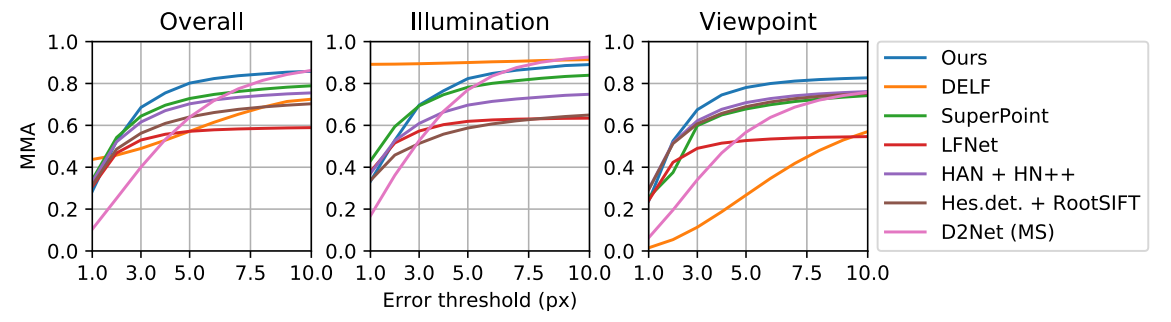 Overall
Illumination
Viewpoint
MMA
1.0
0.8
0.6
0.4
0.2
0.0
1.0 3.0 5.0 7.5 10.0
1.0
0.8
0.6
0.4
0.2
0.0
1.0 3.0 5.0 7.5 10.0
1.0
0.8
0.6
0.4
0.2
0.0
1.0 3.0 5.0 7.5 10.0
Error threshold (px)
Ours
DELF
SuperPoint
LFNet
HAN + HN++
Hes.det. + RootSIFT
D2Net (MS)